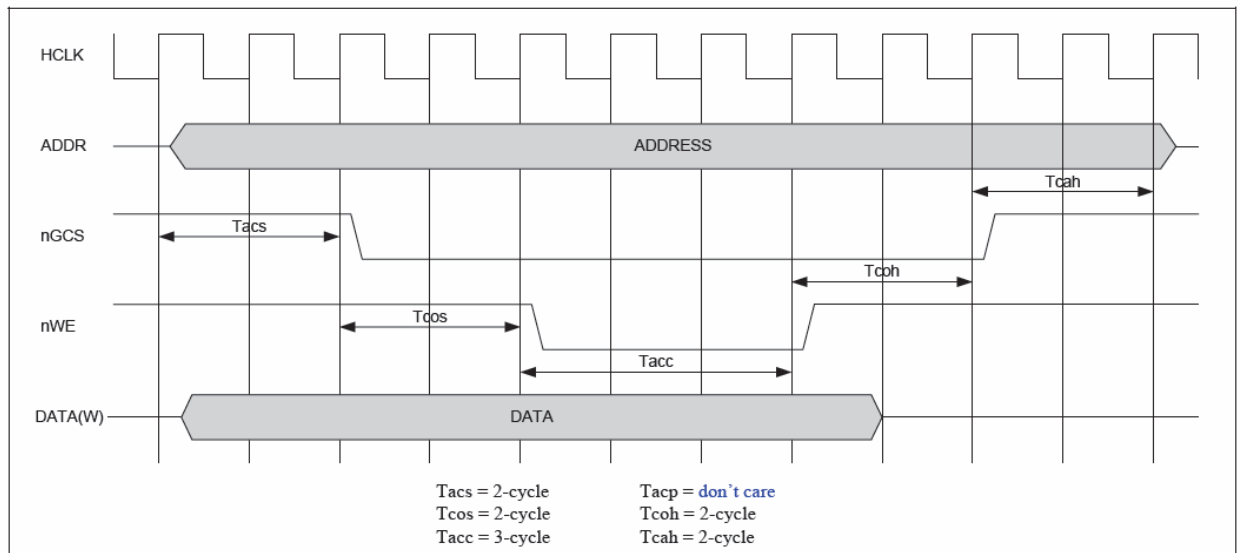 HCLK
ADDR
ADDRESS
Tcah
nGCS
Tacs
Tcoh
nWE
Tcos
Tacc
DATA(W)
DATA
Tacs = 2-cycle Tacp = don't care
Tcos = 2-cycle Tcoh = 2-cycle
Tacc = 3-cycle Tcah = 2-cycle